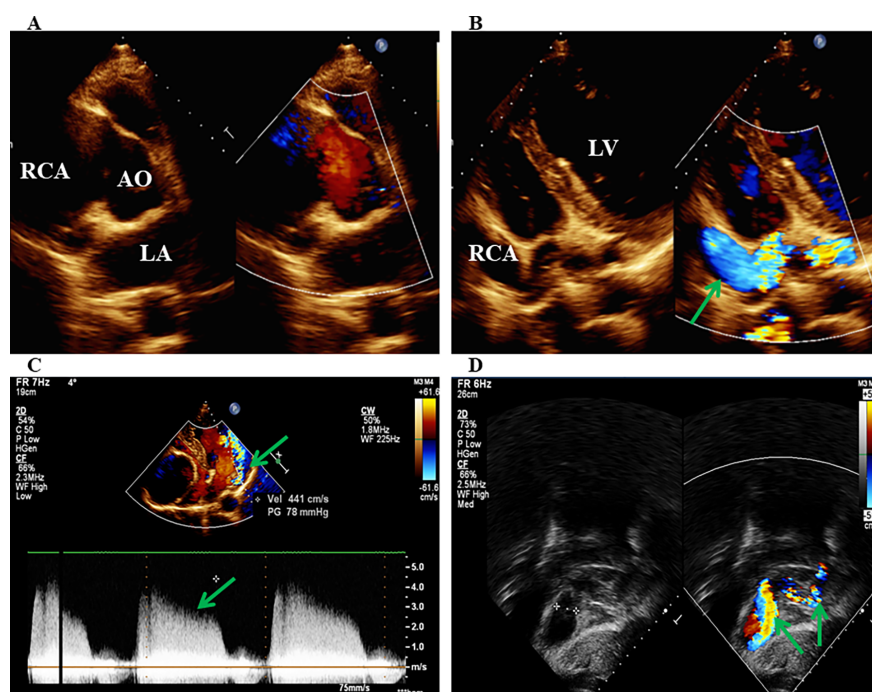 A
RCA
AO
LA
B
LV
RCA
C
FR 7Hz
4°
19cm
2D
54%
C 50
P Low
HGen
CF
66%
2.3MHz
WF High
Low
M3 M4
+61.6
-61.6
cm/s
CW
50%
1.8MHz
WF 225Hz
Vel 441 cm/s
PG 78 mmHg
5.0
4.0
3.0
2.0
1.0
m/s
75mm/s
D
FR 6Hz
26cm
2D
73%
C 50
P Low
HGen
CF
66%
2.5MHz
WF High
Med